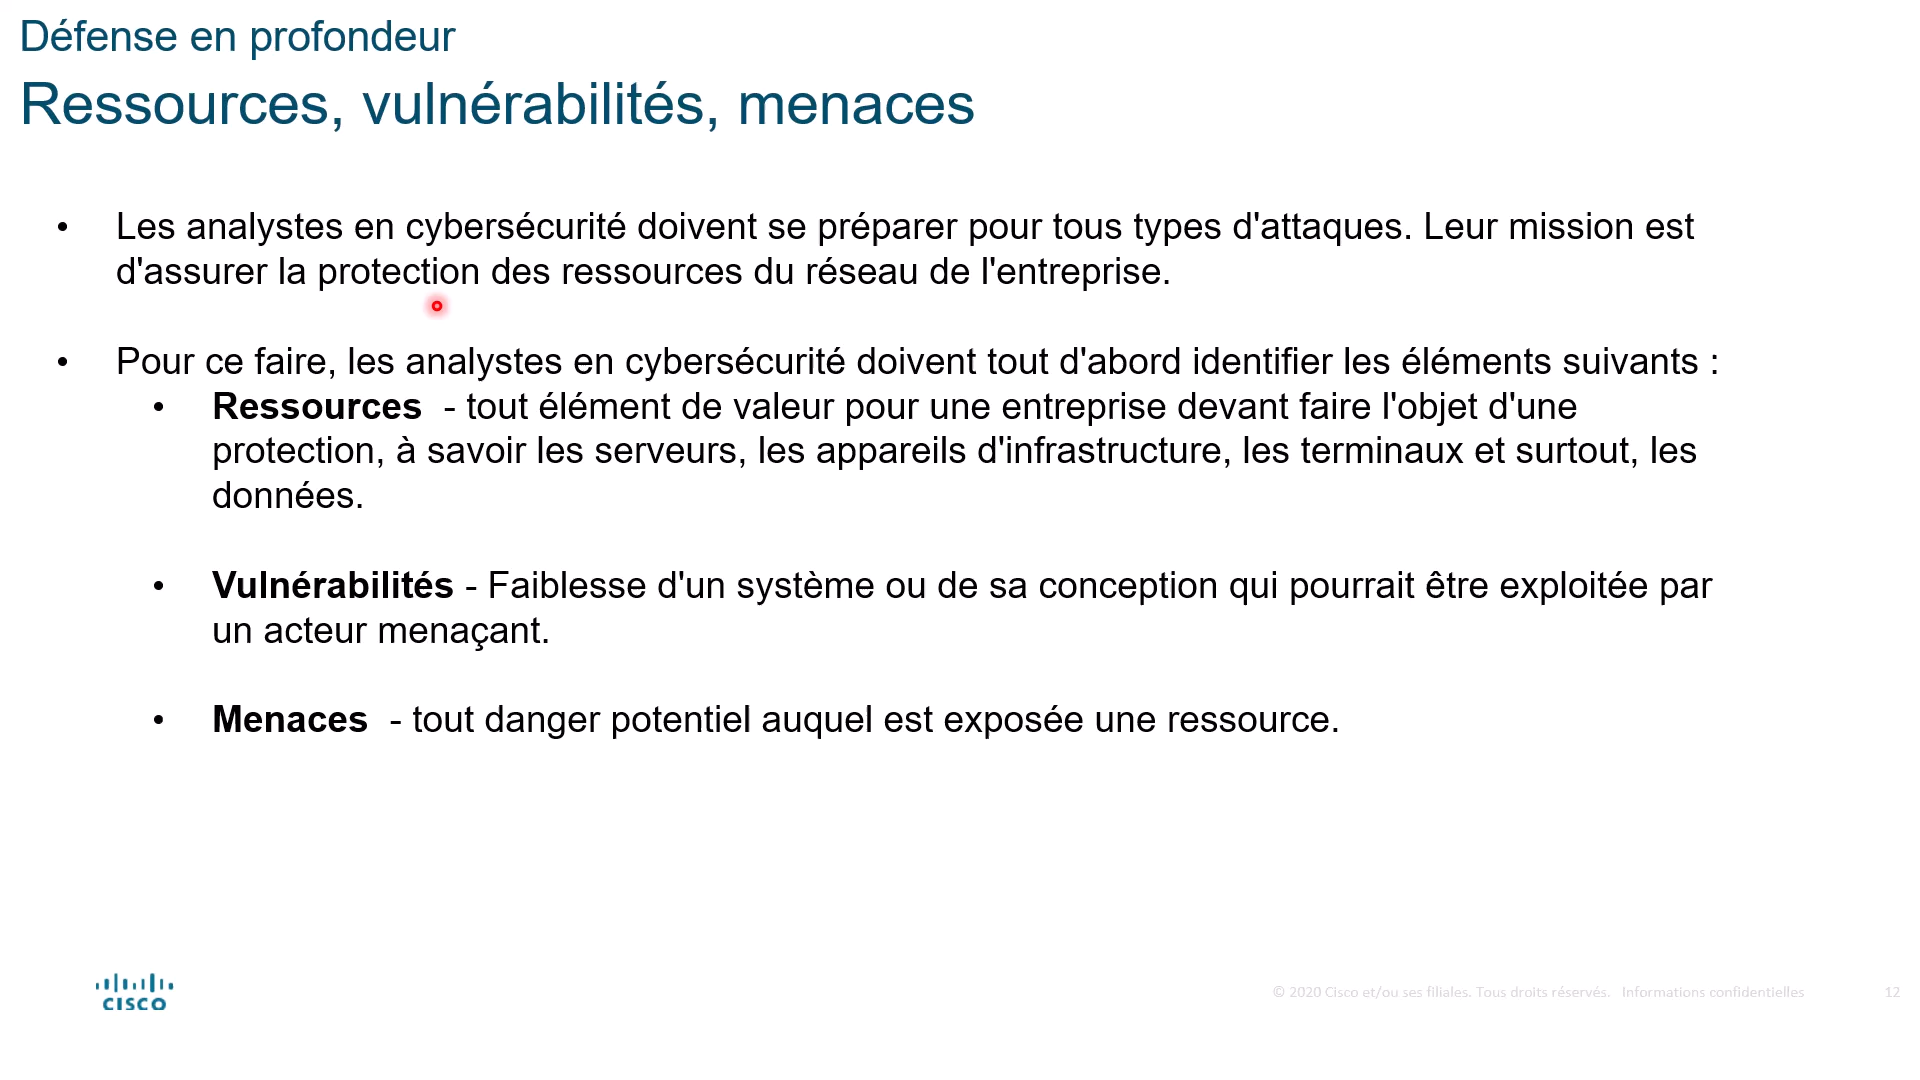 Défense en profondeur
Ressources, vulnérabilités, menaces
• Les analystes en cybersécurité doivent se préparer pour tous types d'attaques. Leur mission est
d'assurer la protection des ressources du réseau de l'entreprise.
• Pour ce faire, les analystes en cybersécurité doivent tout d'abord identifier les éléments suivants :
• Ressources - tout élément de valeur pour une entreprise devant faire l'objet d'une
protection, à savoir les serveurs, les appareils d'infrastructure, les terminaux et surtout, les
données.
• Vulnérabilités - Faiblesse d'un système ou de sa conception qui pourrait être exploitée par
un acteur menaçant.
• Menaces - tout danger potentiel auquel est exposée une ressource.
CISCO
© 2020 Cisco et/ou ses filiales. Tous droits réservés. Informations confidentielles 12